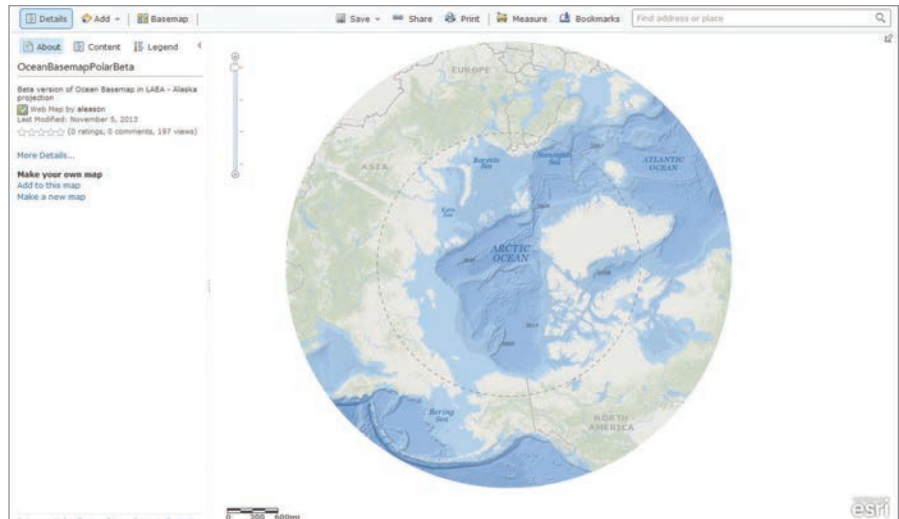 Details Add Basemap Save Share Print Measure Bookmarks Find address or place
About Content Legend
OceanBasemapPolarBeta
Beta version of Ocean Basemap in LAEA - Alaska
projection
Web Map by aleason
Last Modified: November 5, 2013
(0 ratings, 0 comments, 197 views)
More Details...
Make your own map
Add to this map
Make a new map
EUROPE
ASIA
Barents
Sea
Norwegian
Sea
ATLANTIC
OCEAN
Kara
Sea
ARCTIC
OCEAN
Bering
Sea
NORTH
AMERICA
0 300 600mi
esri